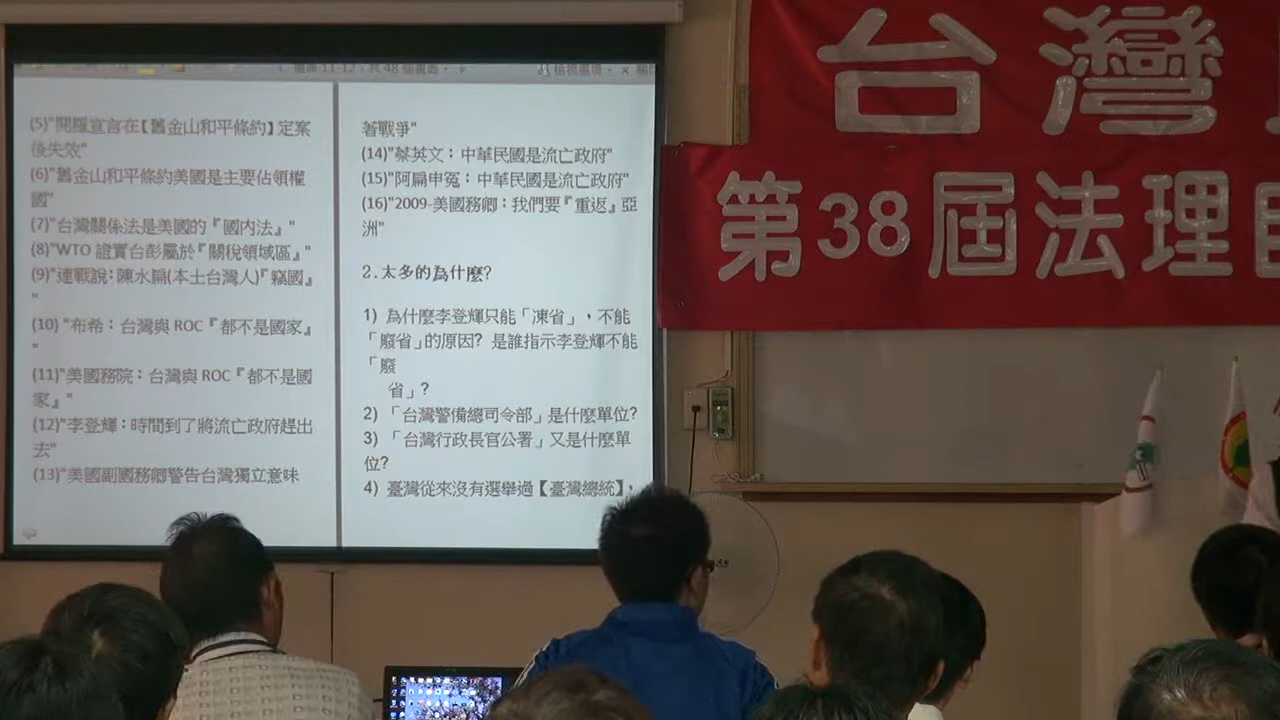 (5)"開羅宣言在【舊金山和平條約】定案
後失效"
(6)"舊金山和平條約美國是主要佔領權
國"
(7)"台灣關係法是美國的『國內法』"
(8)"WTO 證實台彭屬於『關稅領域區』"
(9)"連戰說：陳水扁(本土台灣人)『竊國』
"
(10) "布希：台灣與 ROC『都不是國家』
"
(11)"美國務院：台灣與 ROC『都不是國
家』"
(12)"李登輝：時間到了將流亡政府趕出
去"
(13)"美國副國務卿警告台灣獨立意味
著戰爭"
(14)"蔡英文：中華民國是流亡政府"
(15)"阿扁申冤：中華民國是流亡政府"
(16)"2009-美國務卿：我們要『重返』亞
洲"
2.太多的為什麼?
1) 為什麼李登輝只能「凍省」，不能
「廢省」的原因? 是誰指示李登輝不能
「廢
省」?
2) 「台灣警備總司令部」是什麼單位?
3) 「台灣行政長官公署」又是什麼單
位?
4) 臺灣從來沒有選舉過【臺灣總統】，
台灣
第38屆法理